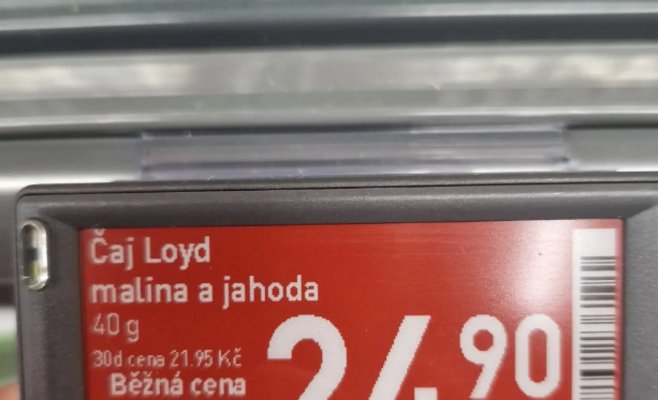 Čaj Loyd
malina a jahoda
40 g
30d cena 21.95 Kč
Běžná cena
24.90